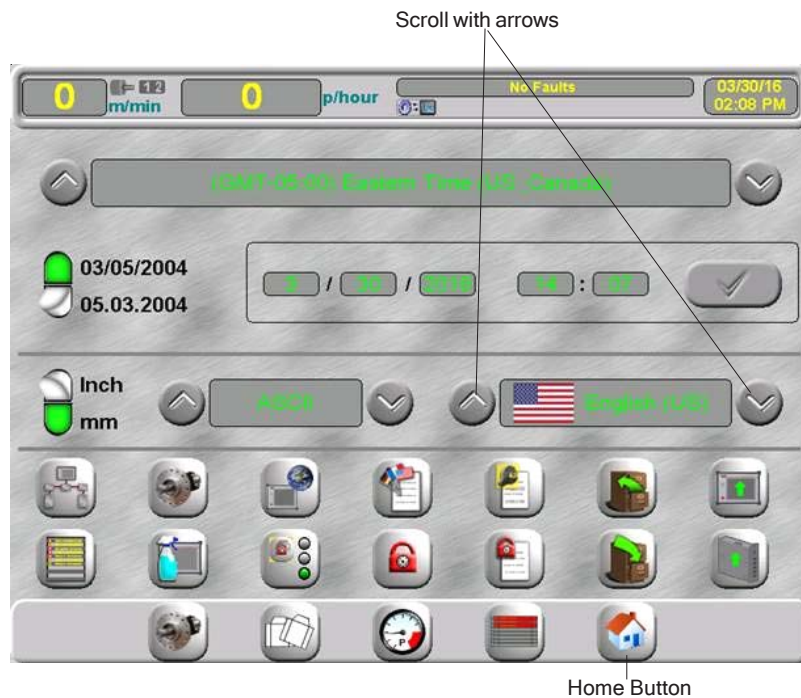 Scroll with arrows
0 1 2 m/min 0 p/hour No Faults 03/30/16
02:08 PM
(GMT-05:00) Eastern Time (US, Canada)
03/05/2004
05.03.2004
3 / 30 / 2016 14 : 07
Inch
mm
ASCII
English (US)
P
Home Button